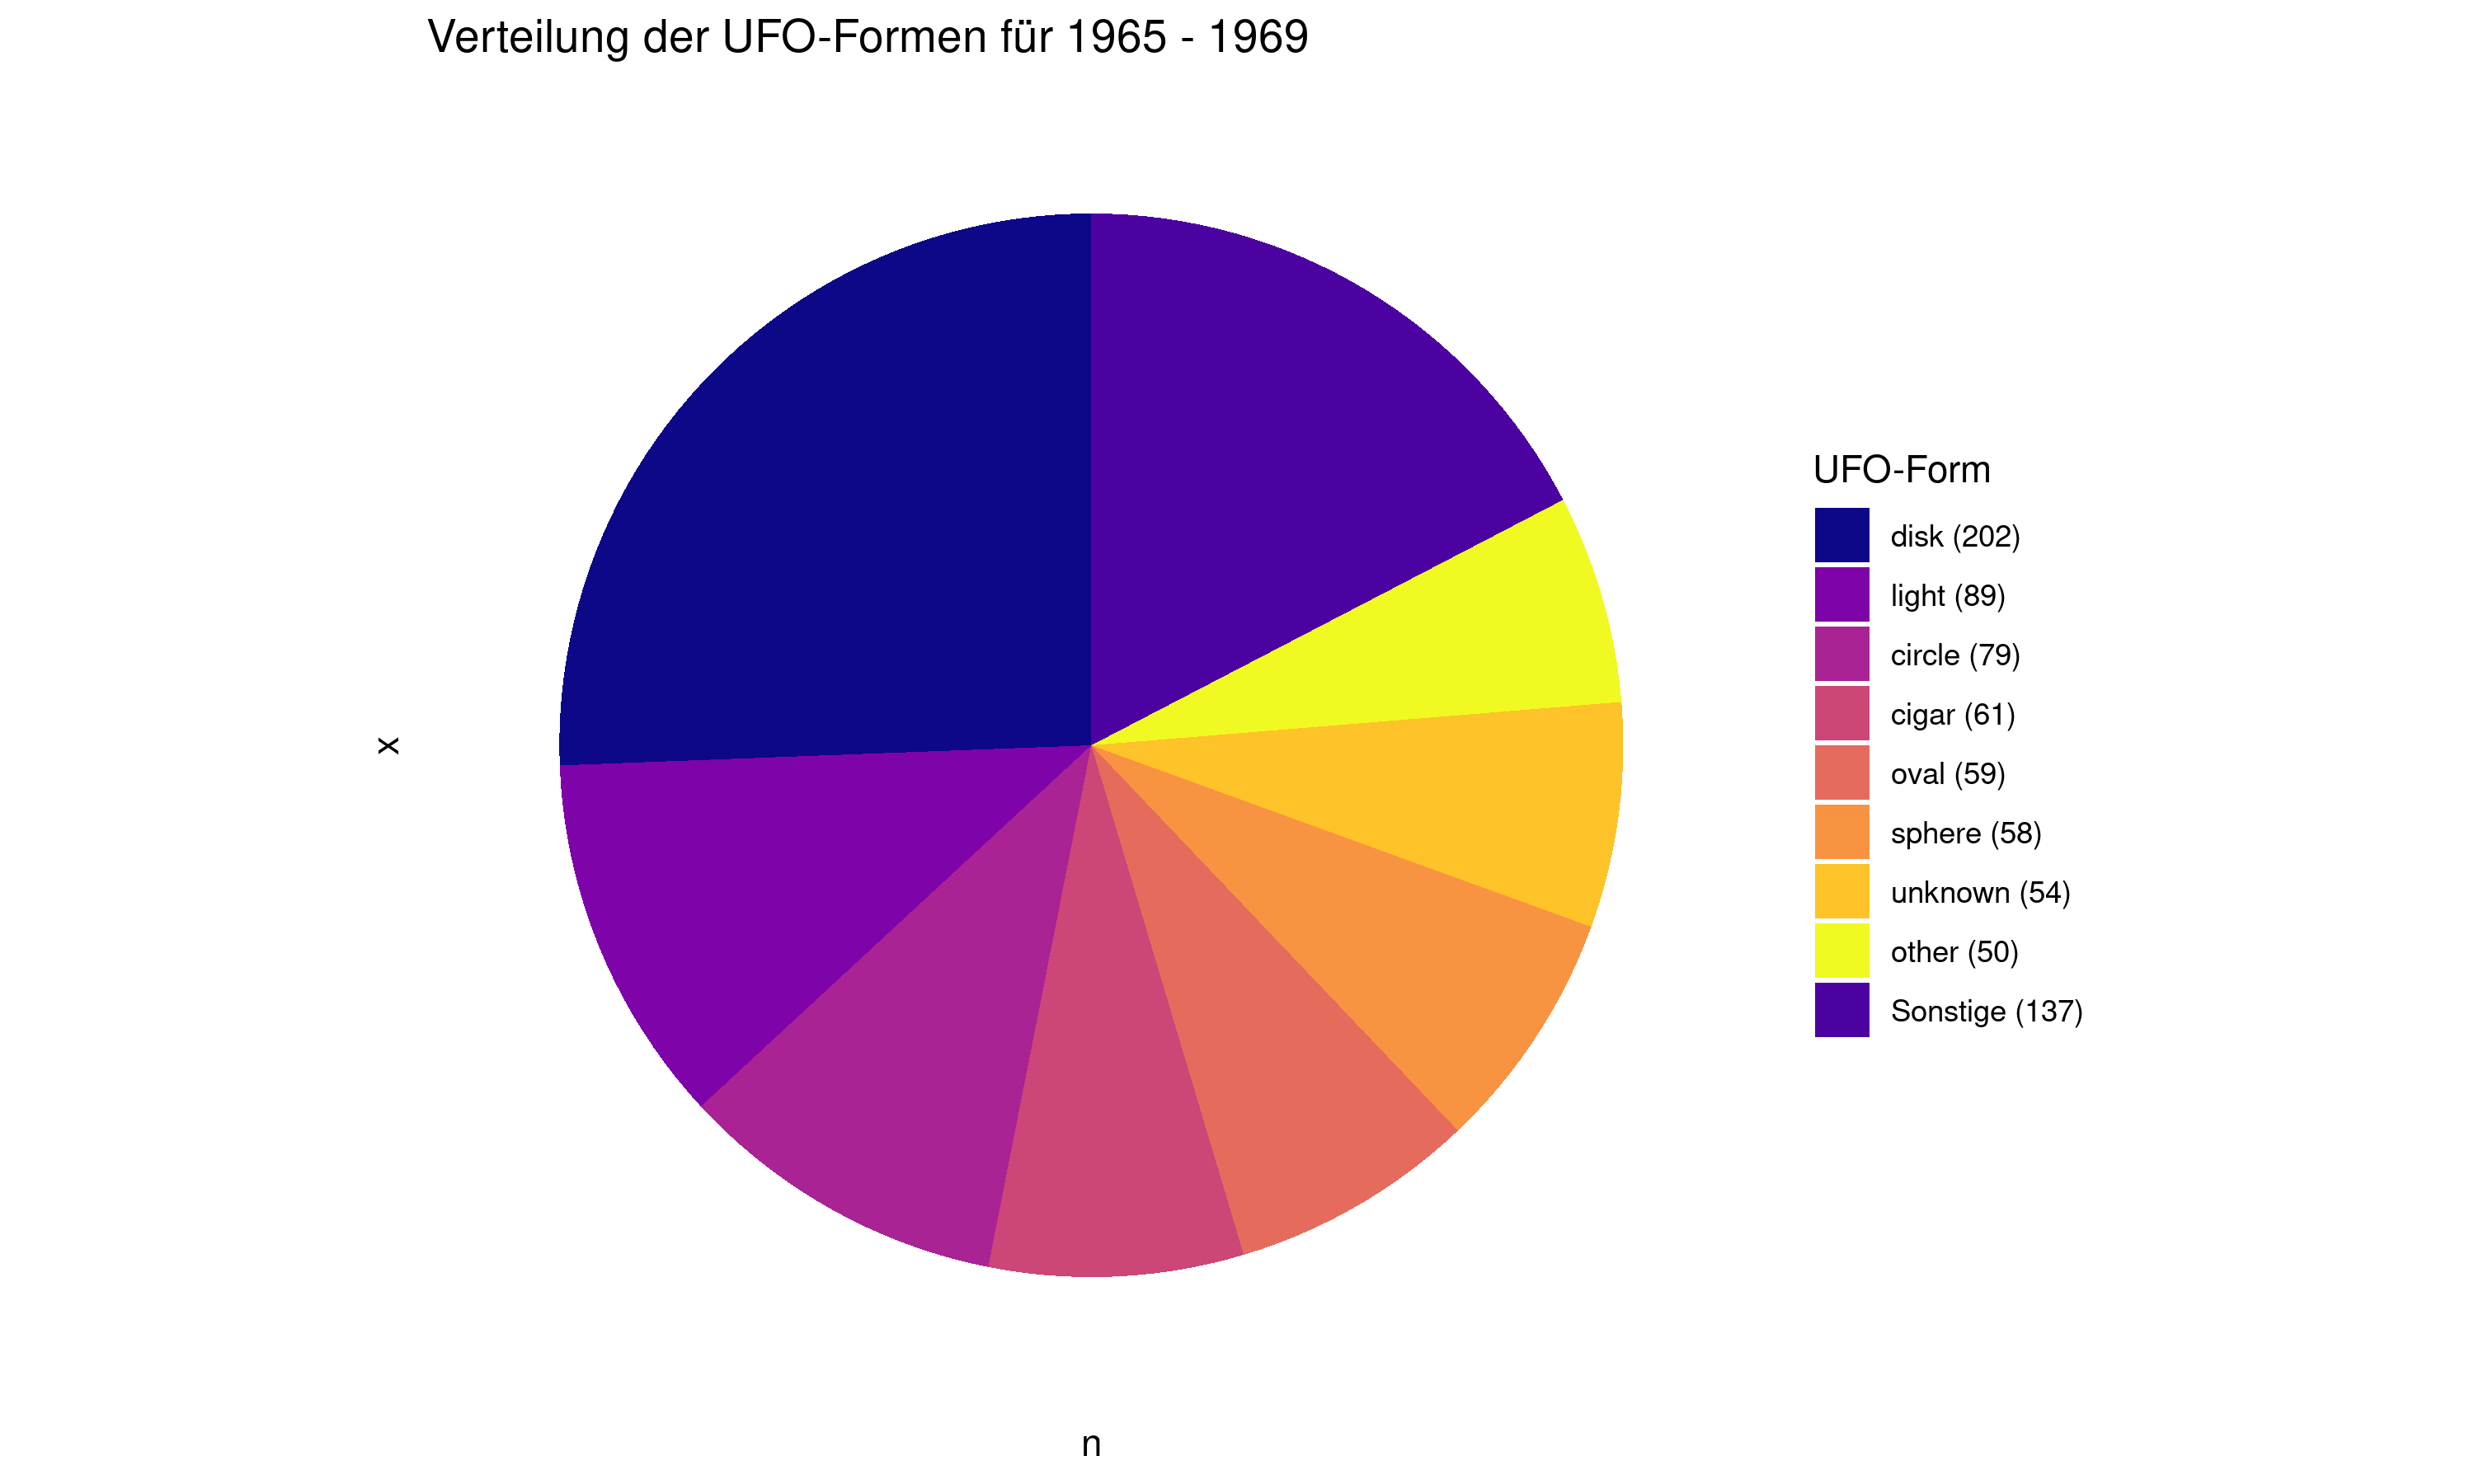 Verteilung der UFO-Formen für 1965 - 1969
x
n
UFO-Form
disk (202)
light (89)
circle (79)
cigar (61)
oval (59)
sphere (58)
unknown (54)
other (50)
Sonstige (137)